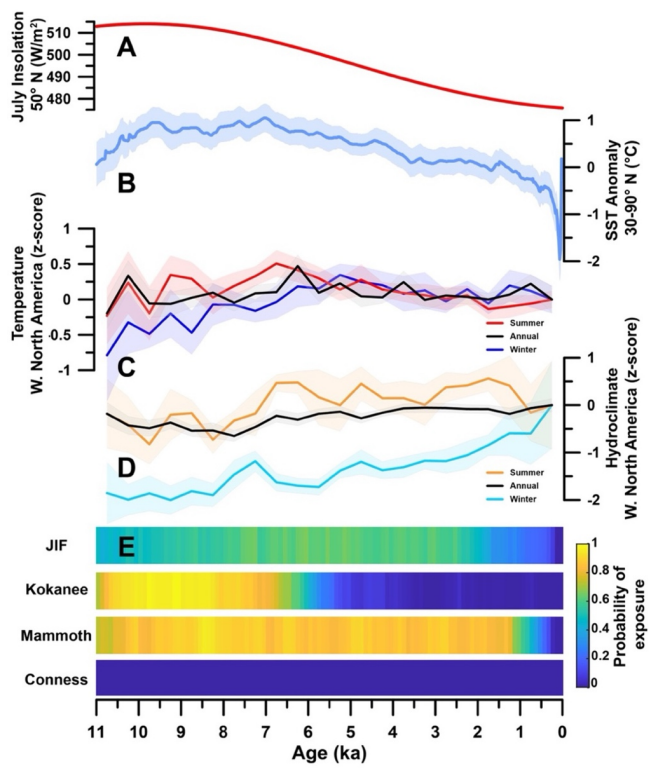 July Insolation
50° N (W/m²)
510
500
490
480
A
B
1
0
-1
-2
SST Anomaly
30-90° N (°C)
Temperature
W. North America (z-score)
1
0.5
0
-0.5
-1
Summer
Annual
Winter
C
D
1
0
-1
-2
Hydroclimate
W. North America (z-score)
Summer
Annual
Winter
E
JIF
Kokanee
Mammoth
Conness
1
0.8
0.6
0.4
0.2
0
Probability of
exposure
11 10 9 8 7 6 5 4 3 2 1 0
Age (ka)